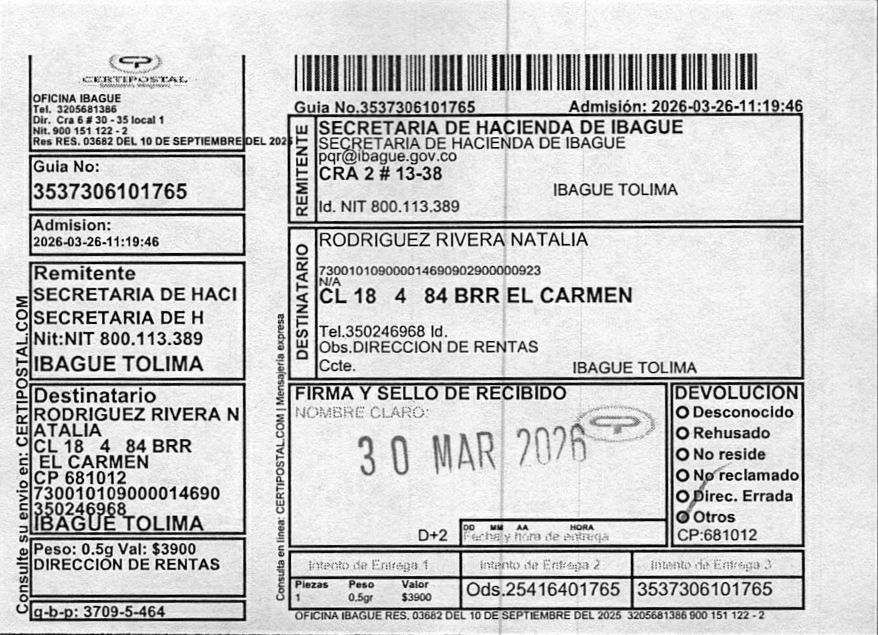 CERTIPOSTAL
OFICINA IBAGUE
Tel. 3205681386
Dir. Cra 6 # 30 - 35 local 1
Nit. 900 151 122 - 2
Res RES. 03682 DEL 10 DE SEPTIEMBRE DEL 2025
Guia No:
3537306101765
Admision:
2026-03-26-11:19:46
Remitente
SECRETARIA DE HACI
SECRETARIA DE H
Nit:NIT 800.113.389
IBAGUE TOLIMA
Destinatario
RODRIGUEZ RIVERA N
ATALIA
CL 18 4 84 BRR
EL CARMEN
CP 681012
730010109000014690
350246968
IBAGUE TOLIMA
Peso: 0.5g Val: $3900
DIRECCION DE RENTAS
q-b-p: 3709-5-464
Consulte su envio en: CERTIPOSTAL.COM
Guia No.3537306101765 Admisión: 2026-03-26-11:19:46
REMITENTE
SECRETARIA DE HACIENDA DE IBAGUE
SECRETARIA DE HACIENDA DE IBAGUE
pqr@ibague.gov.co
CRA 2 # 13-38
IBAGUE TOLIMA
Id. NIT 800.113.389
DESTINATARIO
RODRIGUEZ RIVERA NATALIA
730010109000014690902900000923
N/A
CL 18 4 84 BRR EL CARMEN
Tel.350246968 Id.
Obs.DIRECCION DE RENTAS
Ccte. IBAGUE TOLIMA
Consulta en linea: CERTIPOSTAL.COM | Mensajería expresa
FIRMA Y SELLO DE RECIBIDO
NOMBRE CLARO:
30 MAR 2026
D+2
DD MM AA HORA
Fecha y hora de entrega
DEVOLUCION
Desconocido
Rehusado
No reside
No reclamado
Direc. Errada
Otros
CP:681012
Intento de Entrega 1 Intento de Entrega 2 Intento de Entrega 3
Piezas Peso Valor
1 0.5gr $3900
Ods.25416401765 3537306101765
OFICINA IBAGUE RES, 03682 DEL 10 DE SEPTIEMBRE DEL 2025 3205681386 900 151 122 - 2